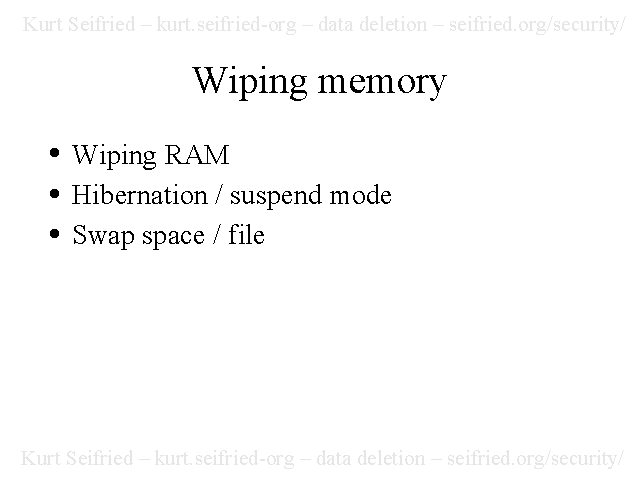 Kurt Seifried – kurt.seifried-org – data deletion – seifried.org/security/
Wiping memory
• Wiping RAM
• Hibernation / suspend mode
• Swap space / file
Kurt Seifried – kurt.seifried-org – data deletion – seifried.org/security/